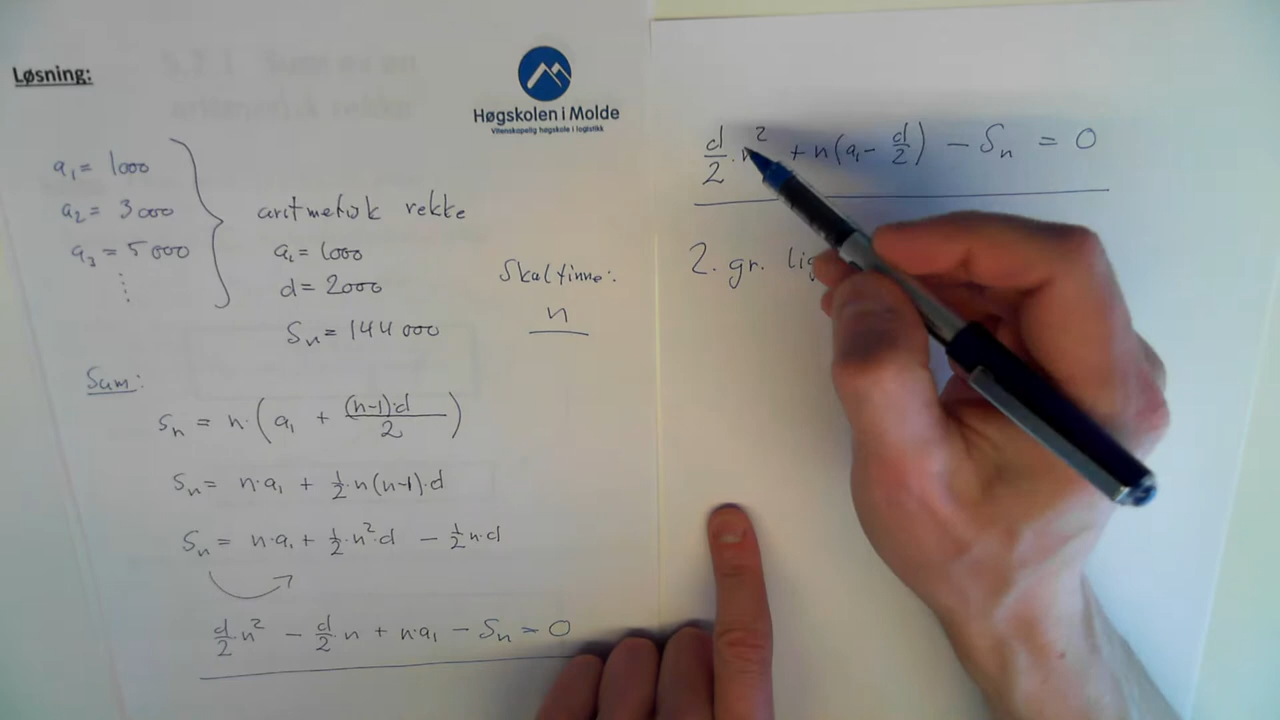 Løsning:
Høgskolen i Molde
Vitenskapelig høgskole i logistikk
a₁ = 1000
a₂ = 3000
a₃ = 5000
⋮
aritmetisk rekke
a₁ = 1000
d = 2000
Sₙ = 144 000
Skal finne:
n
Sum:
Sₙ = n·(a₁ + (n-1)·d/2)
Sₙ = n·a₁ + ½·n(n-1)·d
Sₙ = n·a₁ + ½·n²·d - ½n·d
d/2·n² - d/2·n + n·a₁ - Sₙ = 0
d/2·n² + n(a₁ - d/2) - Sₙ = 0
2. gr.